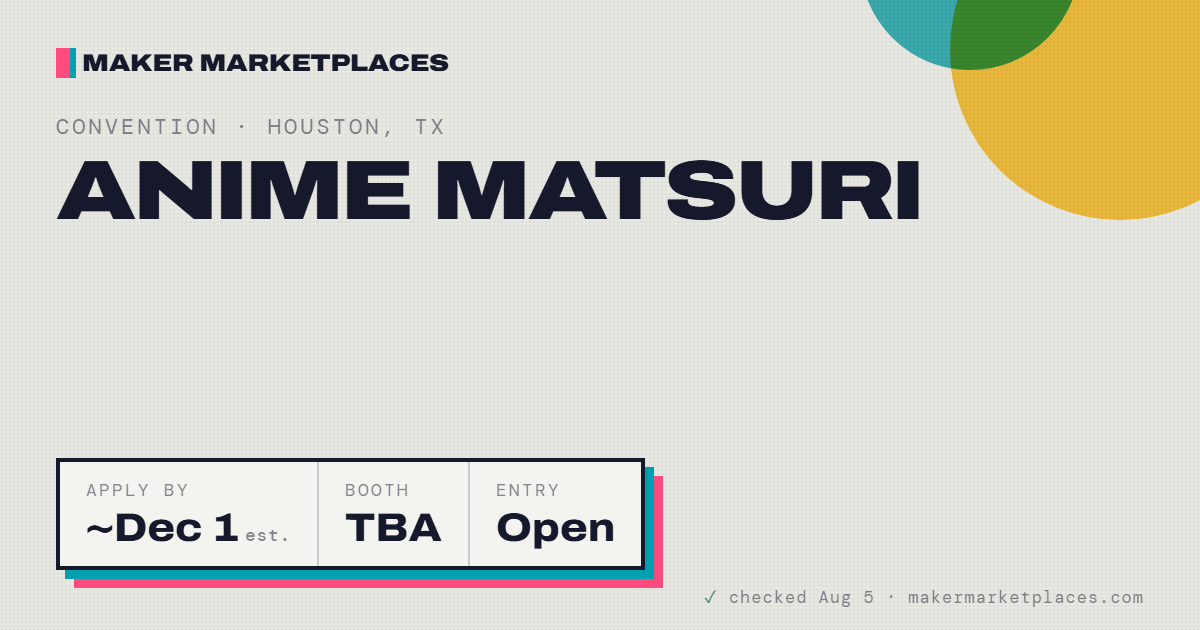 MAKER MARKETPLACES
CONVENTION · HOUSTON, TX
ANIME MATSURI
APPLY BY
~Dec 1 est.
BOOTH
TBA
ENTRY
Open
✓ checked Aug 5 · makermarketplaces.com